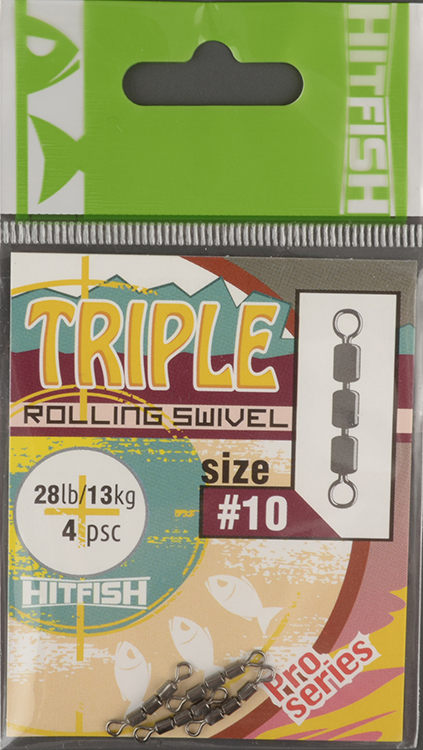 HITFISH
TRIPLE
ROLLING SWIVEL
size
#10
28lb/13kg
4 psc
HITFISH
Pro
series